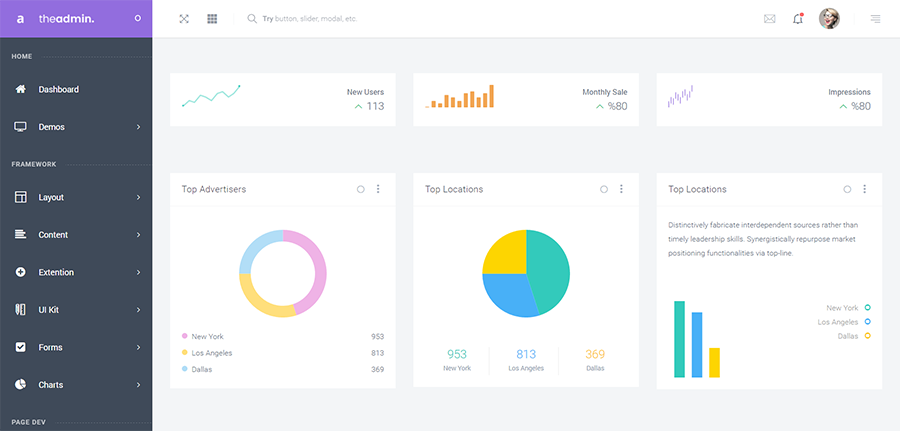 a theadmin.
Try button, slider, modal, etc.
HOME
Dashboard
Demos
FRAMEWORK
Layout
Content
Extention
UI Kit
Forms
Charts
PAGE DEV
New Users
113
Monthly Sale
%80
Impressions
%80
Top Advertisers
New York 953
Los Angeles 813
Dallas 369
Top Locations
953 813 369
New York Los Angeles Dallas
Top Locations
Distinctively fabricate interdependent sources rather than
timely leadership skills. Synergistically repurpose market
positioning functionalities via top-line.
New York
Los Angeles
Dallas